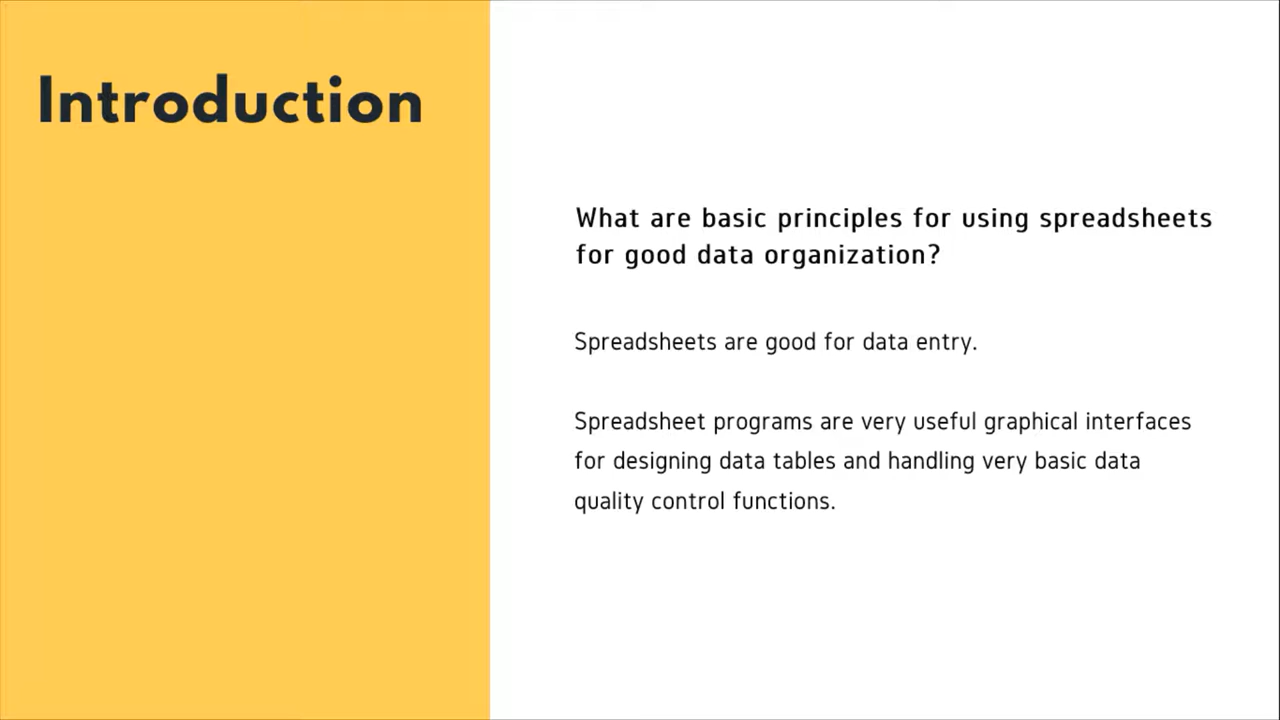 Introduction
What are basic principles for using spreadsheets
for good data organization?
Spreadsheets are good for data entry.
Spreadsheet programs are very useful graphical interfaces
for designing data tables and handling very basic data
quality control functions.